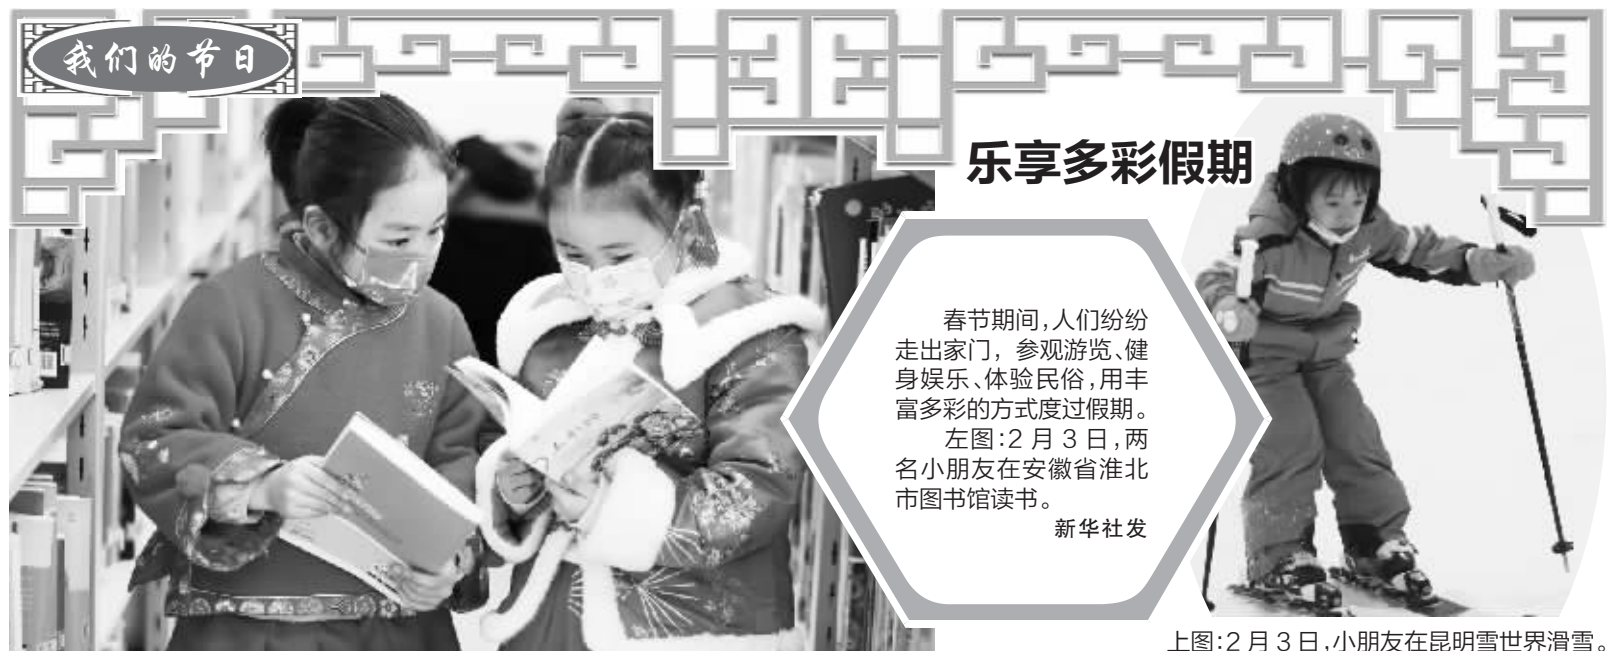 我们的节日
乐享多彩假期
春节期间,人们纷纷
走出家门，参观游览、健
身娱乐、体验民俗,用丰
富多彩的方式度过假期。
左图:2月3日,两
名小朋友在安徽省淮北
市图书馆读书。
新华社发
上图:2月3日,小朋友在昆明雪世界滑雪。